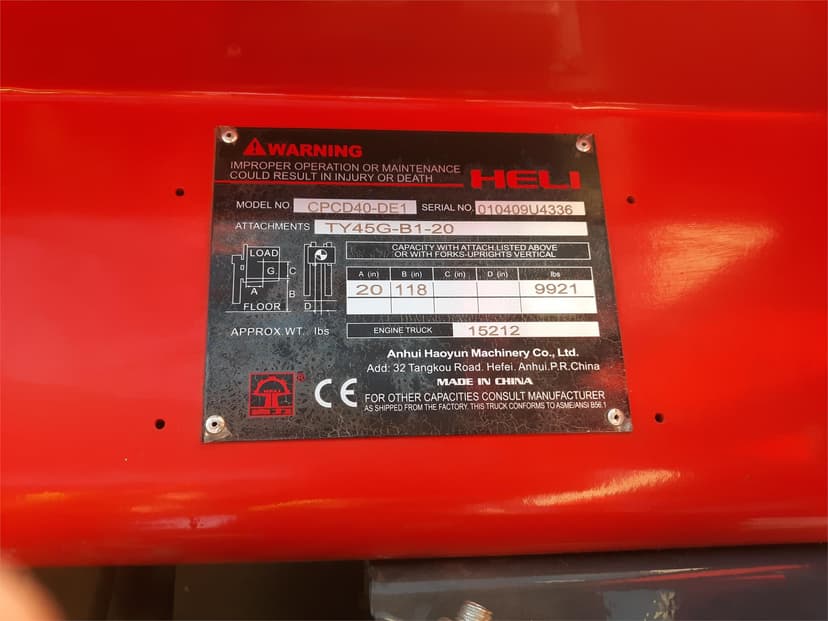 WARNING
IMPROPER OPERATION OR MAINTENANCE
COULD RESULT IN INJURY OR DEATH
HELI
MODEL NO. CPCD40-DE1 SERIAL NO. 010409U4336
ATTACHMENTS TY45G-B1-20
CAPACITY WITH ATTACH.LISTED ABOVE
OR WITH FORKS-UPRIGHTS VERTICAL
LOAD
G
C
A
B
FLOOR
D
A (in) B (in) C (in) D (in) lbs
20 118 9921
APPROX.WT. lbs ENGINE TRUCK 15212
Anhui Haoyun Machinery Co., Ltd.
Add: 32 Tangkou Road. Hefei. Anhui.P.R.China
MADE IN CHINA
CE
FOR OTHER CAPACITIES CONSULT MANUFACTURER
AS SHIPPED FROM THE FACTORY. THIS TRUCK CONFORMS TO ASME/ANSI B56.1